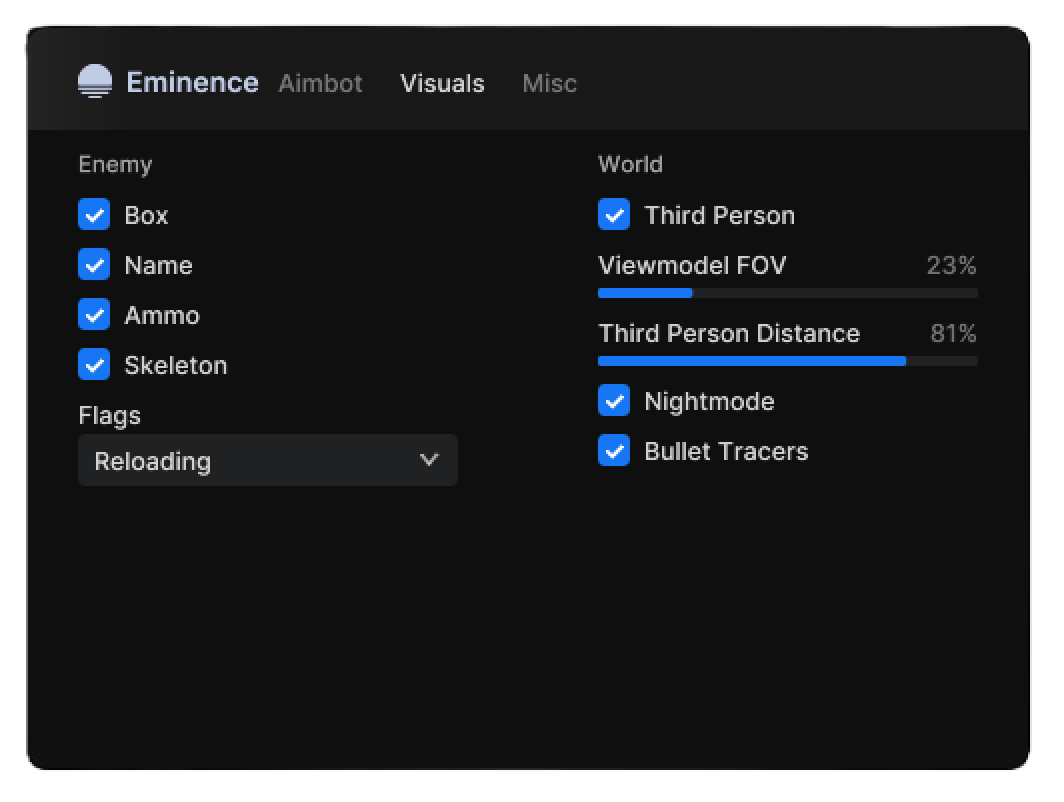 Eminence Aimbot Visuals Misc
Enemy
Box
Name
Ammo
Skeleton
Flags
Reloading
World
Third Person
Viewmodel FOV 23%
Third Person Distance 81%
Nightmode
Bullet Tracers